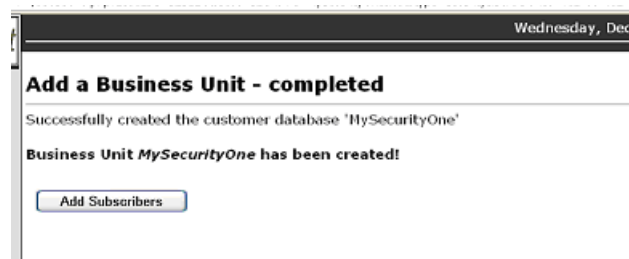 Wednesday, Dec
Add a Business Unit - completed
Successfully created the customer database 'MySecurityOne'
Business Unit MySecurityOne has been created!
Add Subscribers